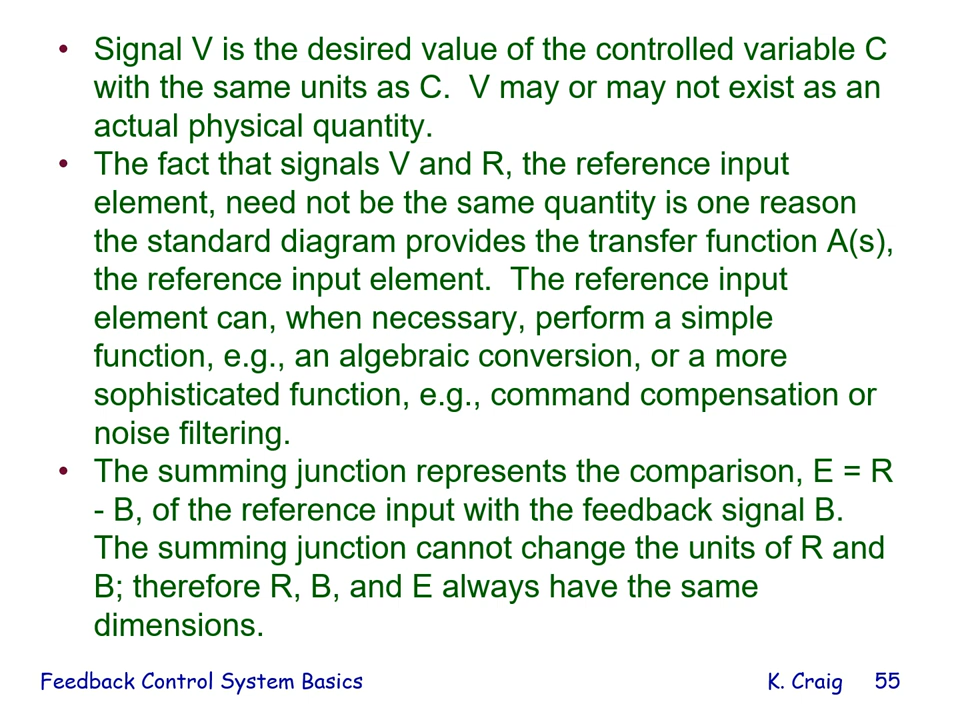 • Signal V is the desired value of the controlled variable C
with the same units as C.  V may or may not exist as an
actual physical quantity.
• The fact that signals V and R, the reference input
element, need not be the same quantity is one reason
the standard diagram provides the transfer function A(s),
the reference input element.  The reference input
element can, when necessary, perform a simple
function, e.g., an algebraic conversion, or a more
sophisticated function, e.g., command compensation or
noise filtering.
• The summing junction represents the comparison, E = R
- B, of the reference input with the feedback signal B.
The summing junction cannot change the units of R and
B; therefore R, B, and E always have the same
dimensions.
Feedback Control System Basics K. Craig 55